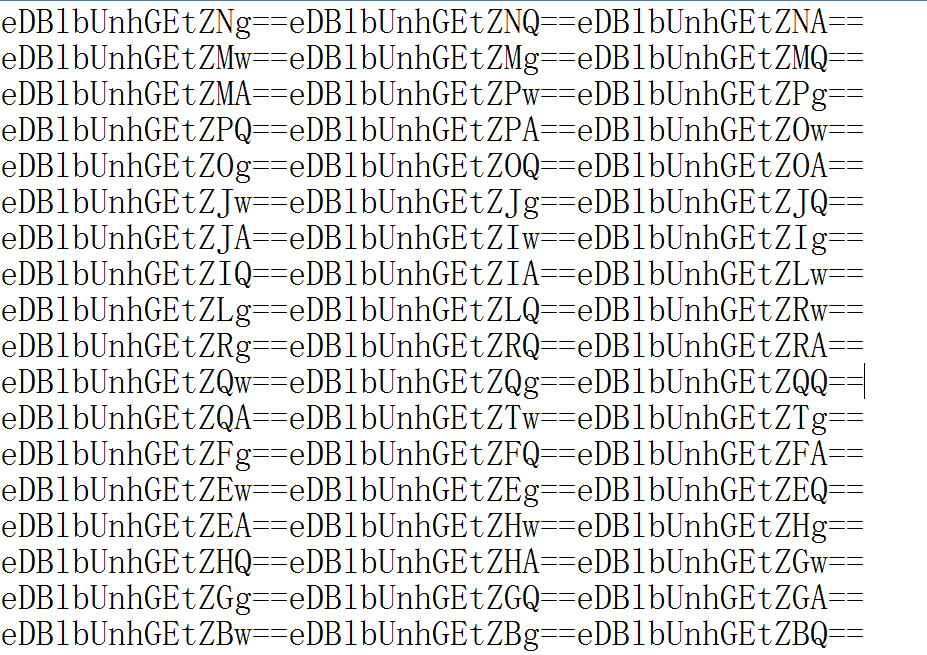 eDBlbUnhGEtZNg==eDBlbUnhGEtZNQ==eDBlbUnhGEtZNA==
eDBlbUnhGEtZMw==eDBlbUnhGEtZMg==eDBlbUnhGEtZMQ==
eDBlbUnhGEtZMA==eDBlbUnhGEtZPw==eDBlbUnhGEtZPg==
eDBlbUnhGEtZPQ==eDBlbUnhGEtZPA==eDBlbUnhGEtZOw==
eDBlbUnhGEtZOg==eDBlbUnhGEtZOQ==eDBlbUnhGEtZOA==
eDBlbUnhGEtZJw==eDBlbUnhGEtZJg==eDBlbUnhGEtZJQ==
eDBlbUnhGEtZJA==eDBlbUnhGEtZIw==eDBlbUnhGEtZIg==
eDBlbUnhGEtZIQ==eDBlbUnhGEtZIA==eDBlbUnhGEtZLw==
eDBlbUnhGEtZLg==eDBlbUnhGEtZLQ==eDBlbUnhGEtZRw==
eDBlbUnhGEtZRg==eDBlbUnhGEtZRQ==eDBlbUnhGEtZRA==
eDBlbUnhGEtZQw==eDBlbUnhGEtZQg==eDBlbUnhGEtZQQ==
eDBlbUnhGEtZQA==eDBlbUnhGEtZTw==eDBlbUnhGEtZTg==
eDBlbUnhGEtZFg==eDBlbUnhGEtZFQ==eDBlbUnhGEtZFA==
eDBlbUnhGEtZEw==eDBlbUnhGEtZEg==eDBlbUnhGEtZEQ==
eDBlbUnhGEtZEA==eDBlbUnhGEtZHw==eDBlbUnhGEtZHg==
eDBlbUnhGEtZHQ==eDBlbUnhGEtZHA==eDBlbUnhGEtZGw==
eDBlbUnhGEtZGg==eDBlbUnhGEtZGQ==eDBlbUnhGEtZGA==
eDBlbUnhGEtZBw==eDBlbUnhGEtZBg==eDBlbUnhGEtZBQ==